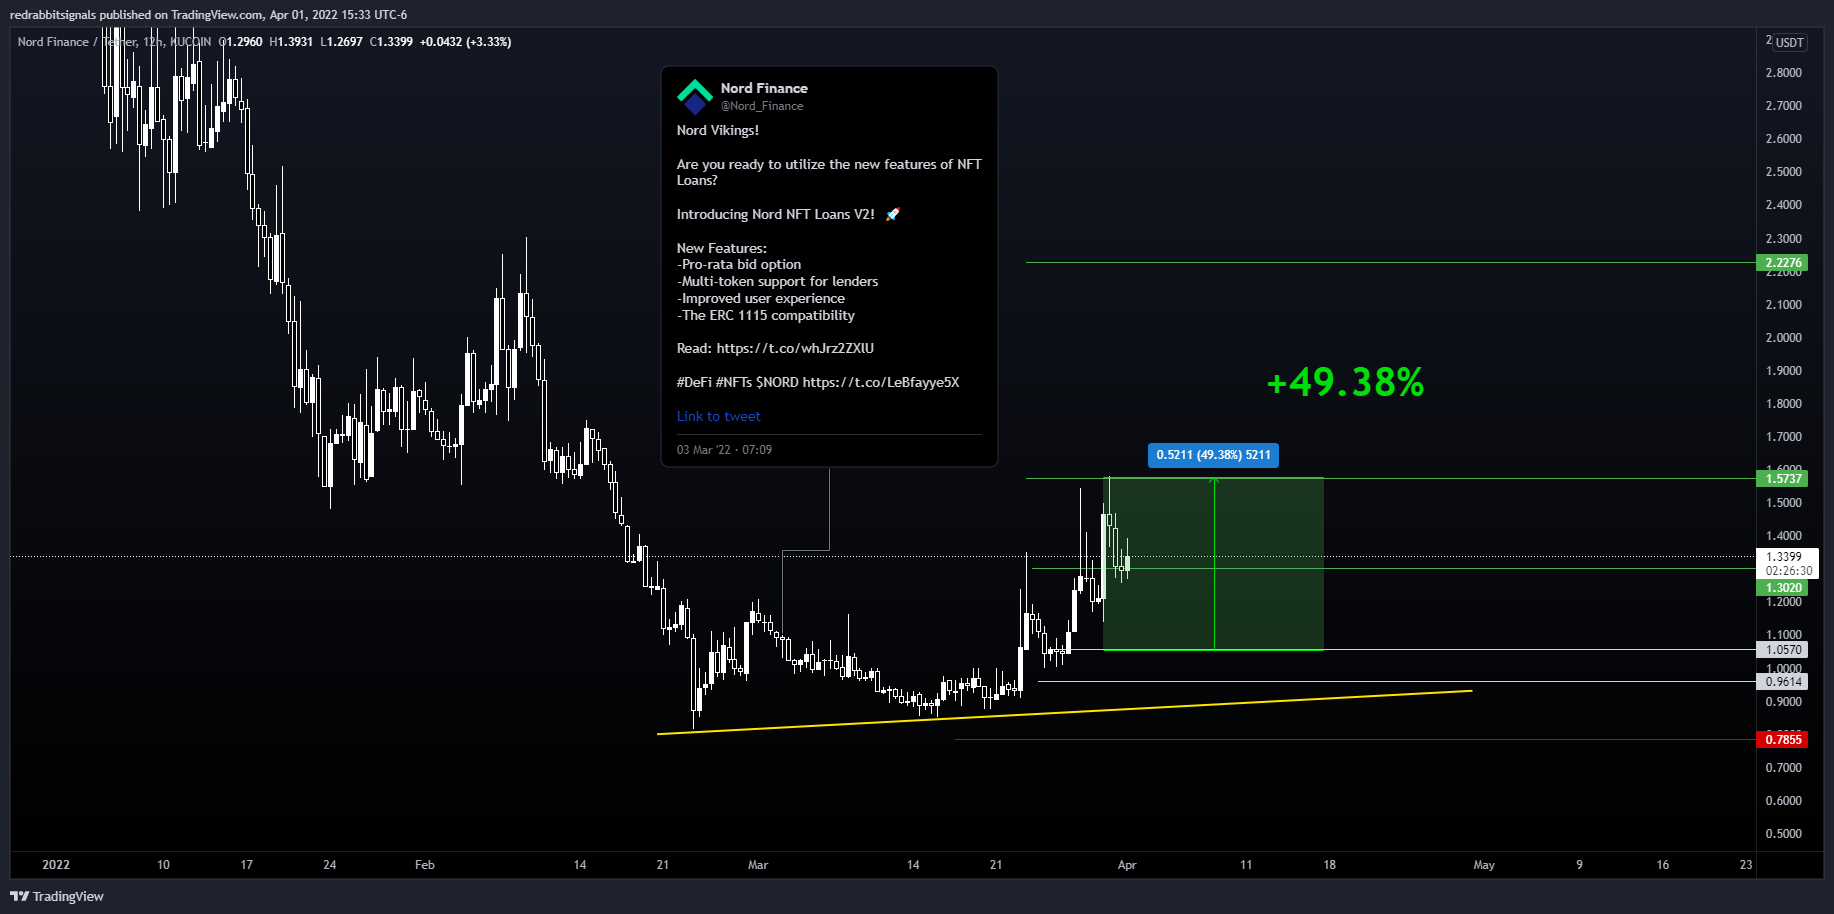 redrabbitsignals published on TradingView.com, Apr 01, 2022 15:33 UTC-6
Nord Finance / Tether, 12h, KUCOIN O1.2960 H1.3931 L1.2697 C1.3399 +0.0432 (+3.33%)
USDT
Nord Finance
@Nord_Finance
Nord Vikings!
Are you ready to utilize the new features of NFT
Loans?
Introducing Nord NFT Loans V2! 🚀
New Features:
-Pro-rata bid option
-Multi-token support for lenders
-Improved user experience
-The ERC 1115 compatibility
Read: https://t.co/whJrz2ZXlU
#DeFi #NFTs $NORD https://t.co/LeBfayye5X
Link to tweet
03 Mar '22 · 07:09
+49.38%
0.5211 (49.38%) 5211
2.8000
2.7000
2.6000
2.5000
2.4000
2.3000
2.2276
2.2000
2.1000
2.0000
1.9000
1.8000
1.7000
1.6000
1.5737
1.5000
1.4000
1.3399
02:26:30
1.3020
1.2000
1.1000
1.0570
1.0000
0.9614
0.9000
0.7855
0.7000
0.6000
0.5000
2022 10 17 24 Feb 14 21 Mar 14 21 Apr 11 18 May 9 16 23
TradingView